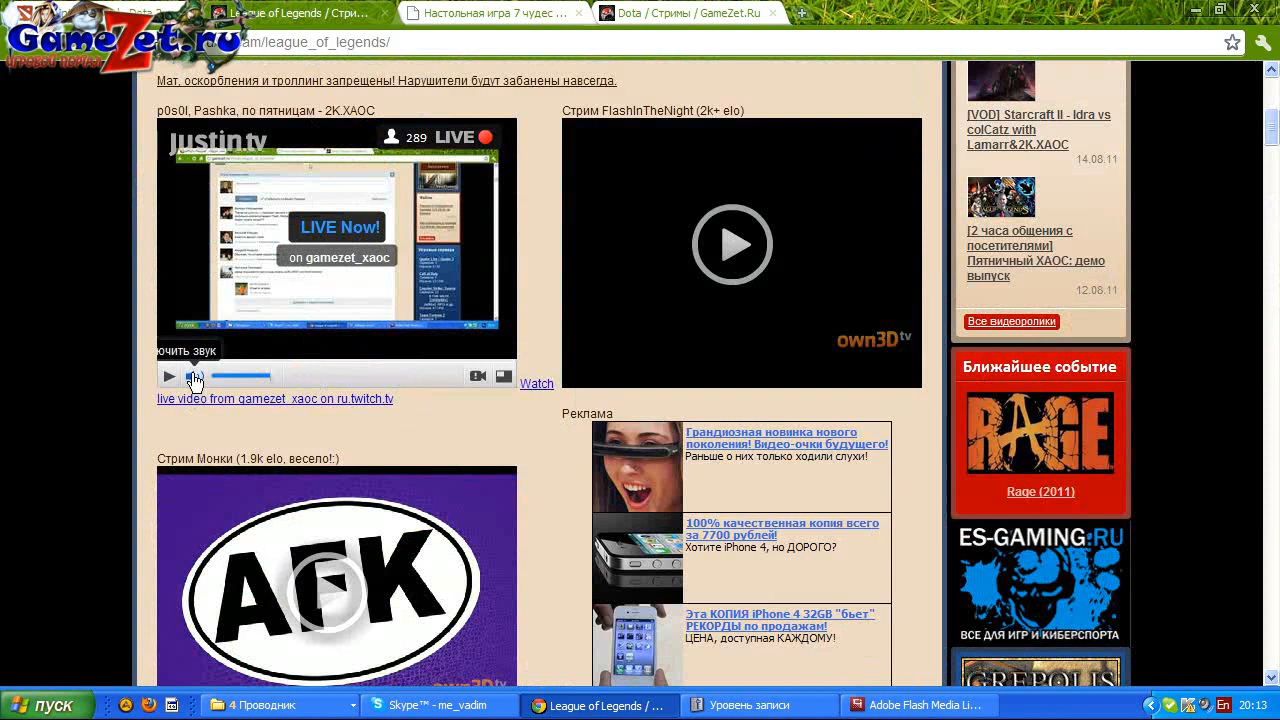 GameZet.ru
ИГРОВОЙ ПОРТАЛ
League of Legends / Стри...
Настольная игра 7 чудес ...
Dota / Стримы / GameZet.Ru
am/league_of_legends/
Мат, оскорбления и троллинг запрещены! Нарушители будут забанены навсегда.
p0s0l, Pashka, по пятницам - 2K.XAOC
Justin.tv
289 LIVE
LIVE Now!
on gamezet_xaoc
ючить звук
Watch
live video from gamezet_xaoc on ru.twitch.tv
Стрим FlashInTheNight (2k+ elo)
own3Dtv
Стрим Монки (1.9k elo, весело!:)
AFK
own3Dtv
Реклама
Грандиозная новинка нового
поколения! Видео-очки будущего!
Раньше о них только ходили слухи!
100% качественная копия всего
за 7700 рублей!
Хотите iPhone 4, но ДОРОГО?
Эта КОПИЯ iPhone 4 32GB "бьет"
РЕКОРДЫ по продажам!
ЦЕНА, доступная КАЖДОМУ!
[VOD] Starcraft II - Idra vs
colCatz with
Lamarr&2K.XAOC
14.08.11
[2 часа общения с
посетителями]
Пятничный ХАОС: демо
выпуск
12.08.11
Все видеоролики
Ближайшее событие
RAGE
Rage (2011)
ES-GAMING.RU
ВСЕ ДЛЯ ИГР И КИБЕРСПОРТА
GREPOLIS
пуск
4 Проводник
Skype™ - me_vadim
League of Legends / ...
Уровень записи
Adobe Flash Media Li...
En
20:13